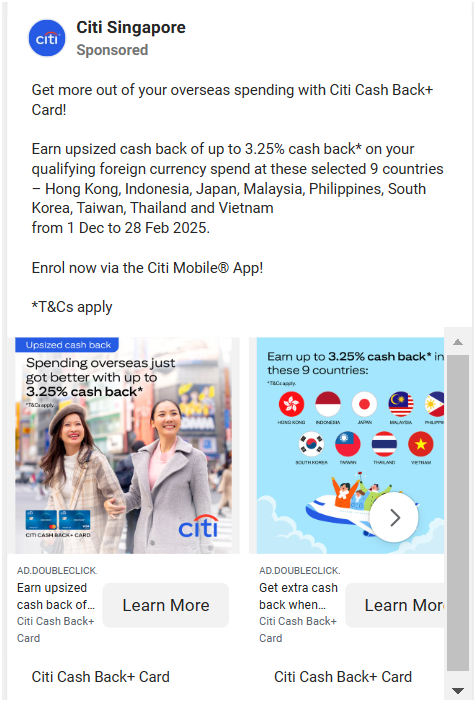 citi
Citi Singapore
Sponsored
Get more out of your overseas spending with Citi Cash Back+
Card!
Earn upsized cash back of up to 3.25% cash back* on your
qualifying foreign currency spend at these selected 9 countries
– Hong Kong, Indonesia, Japan, Malaysia, Philippines, South
Korea, Taiwan, Thailand and Vietnam
from 1 Dec to 28 Feb 2025.
Enrol now via the Citi Mobile® App!
*T&Cs apply
Upsized cash back
Spending overseas just
got better with up to
3.25% cash back*
*T&Cs apply.
CITI CASH BACK+ CARD
citi
Earn up to 3.25% cash back* in
these 9 countries:
*T&Cs apply.
HONG KONG INDONESIA JAPAN MALAYSIA PHILIPPIN
SOUTH KOREA TAIWAN THAILAND VIETNAM
AD.DOUBLECLICK.
Earn upsized
cash back of...
Citi Cash Back+
Card
Learn More
AD.DOUBLECLICK.
Get extra cash
back when...
Citi Cash Back+
Card
Learn Mor
Citi Cash Back+ Card
Citi Cash Back+ Card